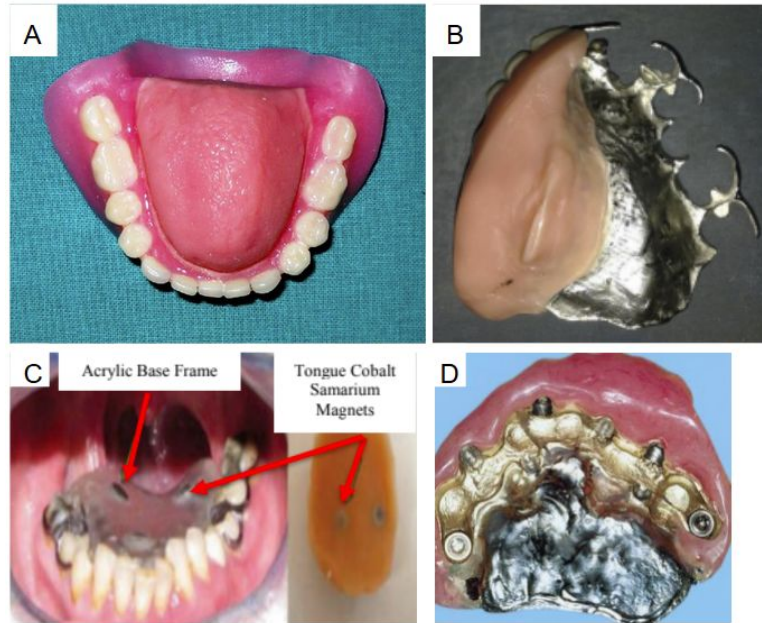 A
B
C
Acrylic Base Frame
Tongue Cobalt
Samarium
Magnets
D